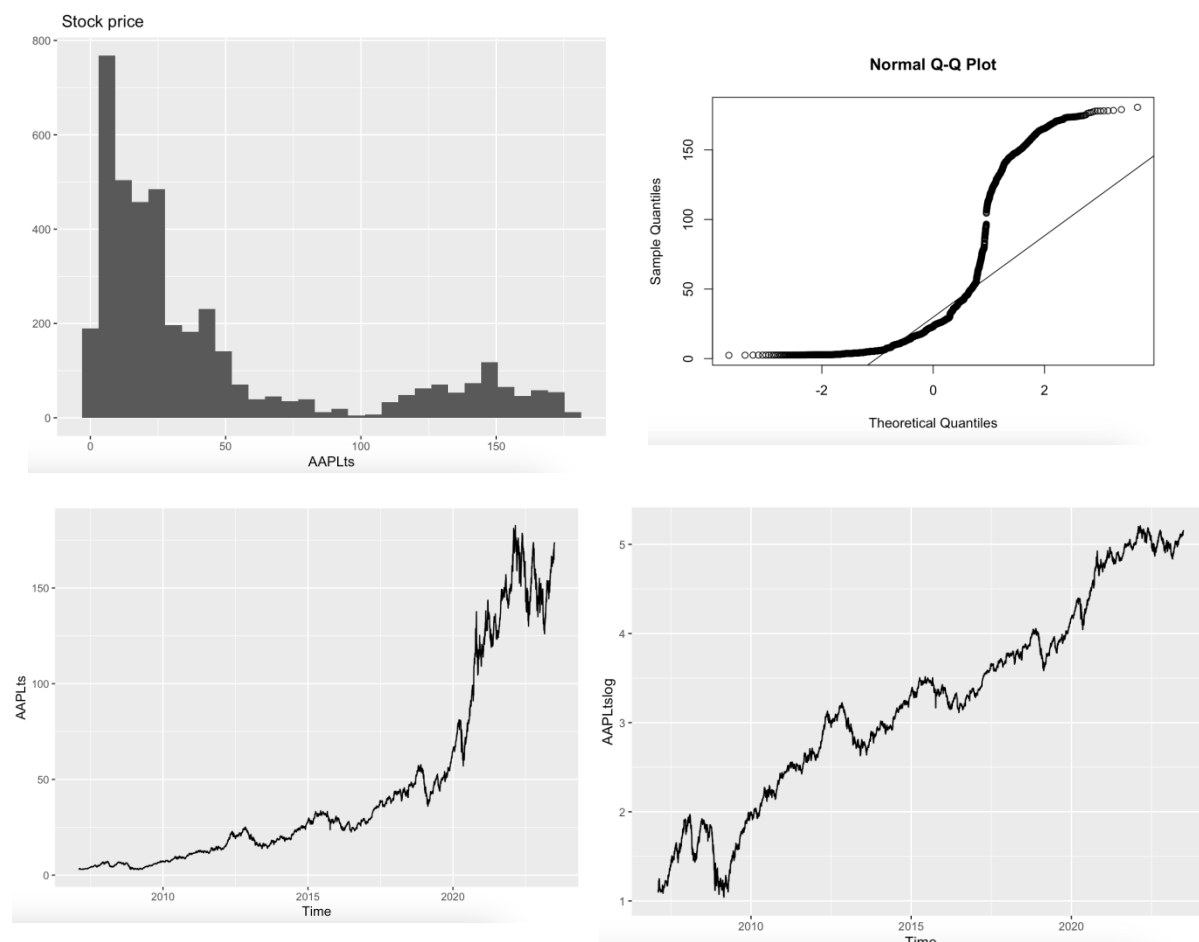 Stock price
800
600
400
200
0
0 50 100 150
AAPLts
Normal Q-Q Plot
Sample Quantiles
150
100
50
0
-2 0 2
Theoretical Quantiles
AAPLts
150
100
50
0
2010 2015 2020
Time
AAPLtslog
5
4
3
2
1
2010 2015 2020
Time